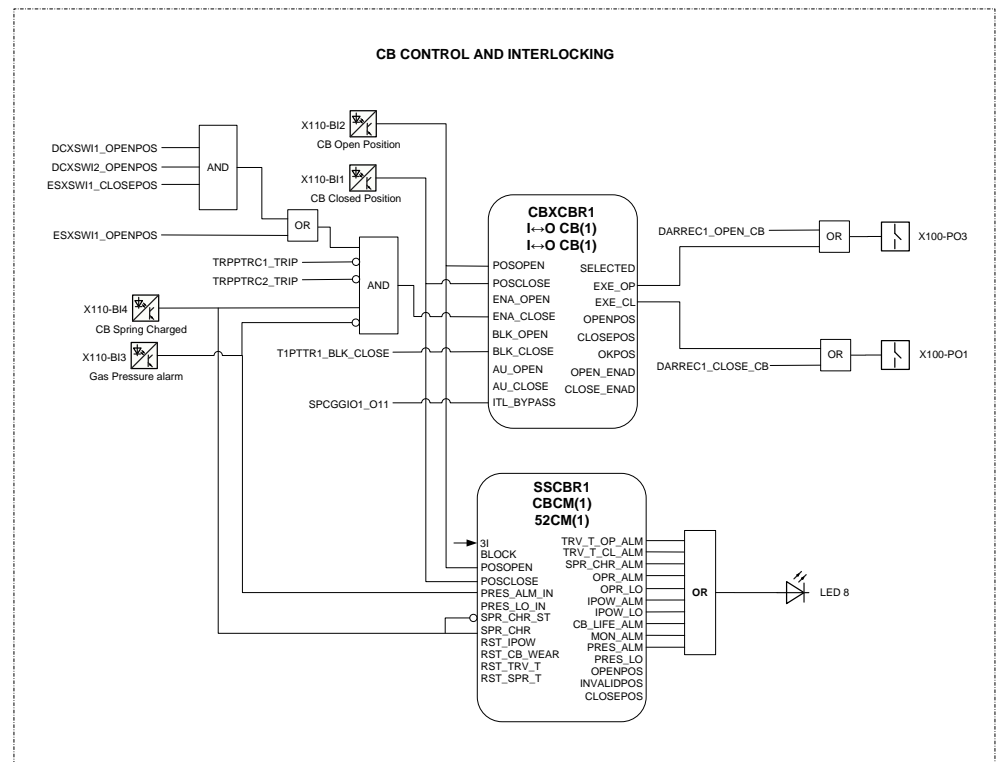 CB CONTROL AND INTERLOCKING
X110-BI2
CB Open Position
DCXSWI1_OPENPOS
DCXSWI2_OPENPOS
ESXSWI1_CLOSEPOS
AND
X110-BI1
CB Closed Position
OR
ESXSWI1_OPENPOS
TRPPTRC1_TRIP
TRPPTRC2_TRIP
AND
X110-BI4
CB Spring Charged
X110-BI3
Gas Pressure alarm
T1PTTR1_BLK_CLOSE
SPCGGIO1_O11
CBXCBR1
I↔O CB(1)
I↔O CB(1)
POSOPEN
POSCLOSE
ENA_OPEN
ENA_CLOSE
BLK_OPEN
BLK_CLOSE
AU_OPEN
AU_CLOSE
ITL_BYPASS
SELECTED
EXE_OP
EXE_CL
OPENPOS
CLOSEPOS
OKPOS
OPEN_ENAD
CLOSE_ENAD
DARREC1_OPEN_CB
OR
X100-PO3
DARREC1_CLOSE_CB
OR
X100-PO1
SSCBR1
CBCM(1)
52CM(1)
3I
BLOCK
POSOPEN
POSCLOSE
PRES_ALM_IN
PRES_LO_IN
SPR_CHR_ST
SPR_CHR
RST_IPOW
RST_CB_WEAR
RST_TRV_T
RST_SPR_T
TRV_T_OP_ALM
TRV_T_CL_ALM
SPR_CHR_ALM
OPR_ALM
OPR_LO
IPOW_ALM
IPOW_LO
CB_LIFE_ALM
MON_ALM
PRES_ALM
PRES_LO
OPENPOS
INVALIDPOS
CLOSEPOS
OR
LED 8